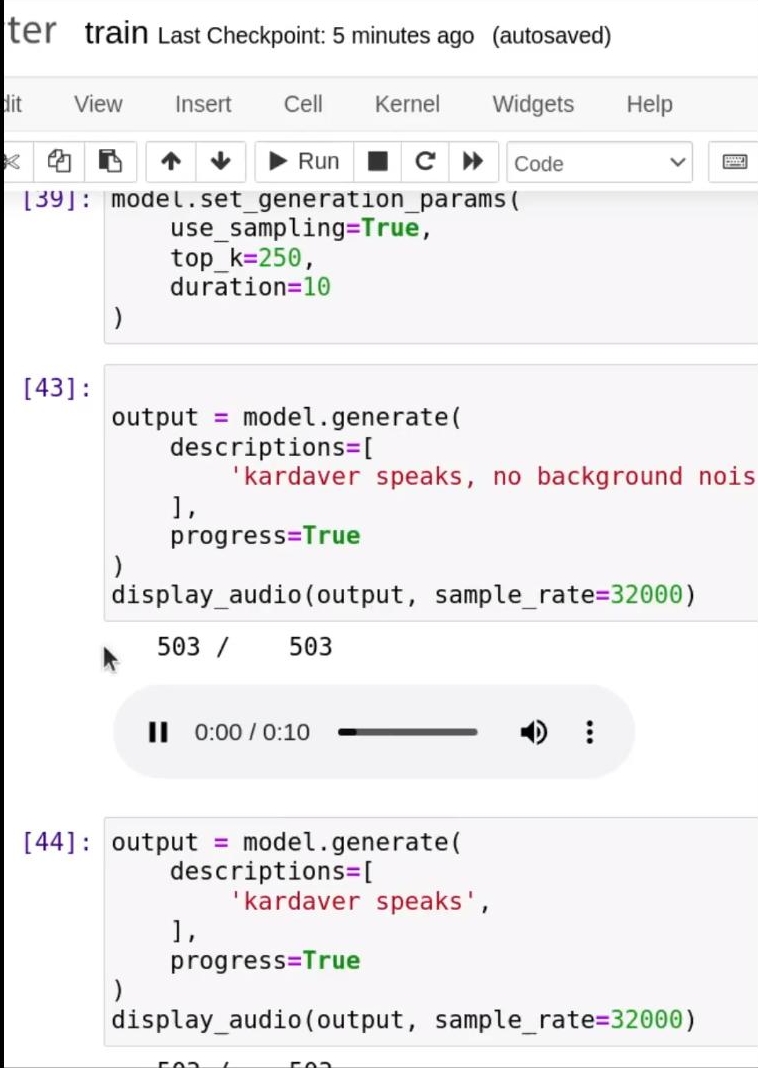 ter train Last Checkpoint: 5 minutes ago (autosaved)
dit View Insert Cell Kernel Widgets Help
Run Code
[39]: model.set_generation_params(
use_sampling=True,
top_k=250,
duration=10
)
[43]:
output = model.generate(
descriptions=[
'kardaver speaks, no background nois
],
progress=True
)
display_audio(output, sample_rate=32000)
503 / 503
0:00 / 0:10
[44]: output = model.generate(
descriptions=[
'kardaver speaks',
],
progress=True
)
display_audio(output, sample_rate=32000)
503 / 503